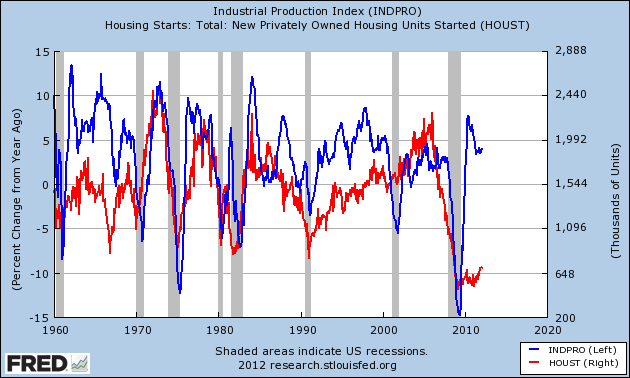 Industrial Production Index (INDPRO)
Housing Starts: Total: New Privately Owned Housing Units Started (HOUST)
15 2,888
10 2,440
5 1,992
0 1,544
-5 1,096
-10 648
-15 200
(Percent Change from Year Ago)
(Thousands of Units)
1960 1970 1980 1990 2000 2010 2020
Shaded areas indicate US recessions.
2012 research.stlouisfed.org
FRED
INDPRO (Left)
HOUST (Right)